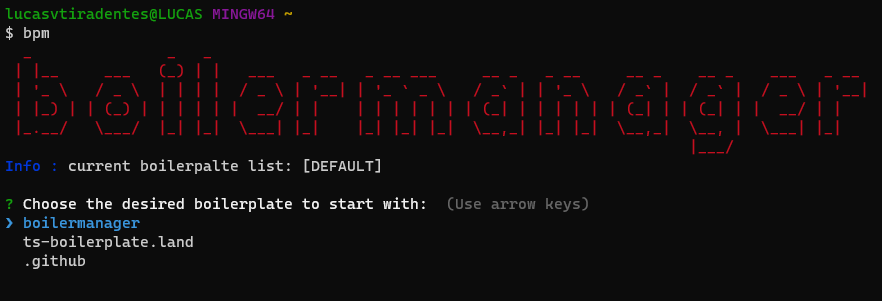 lucasvtiradentes@LUCAS MINGW64 ~
$ bpm
boilermanager
Info : current boilerpalte list: [DEFAULT]
? Choose the desired boilerplate to start with:  (Use arrow keys)
❯ boilermanager
ts-boilerplate.land
.github